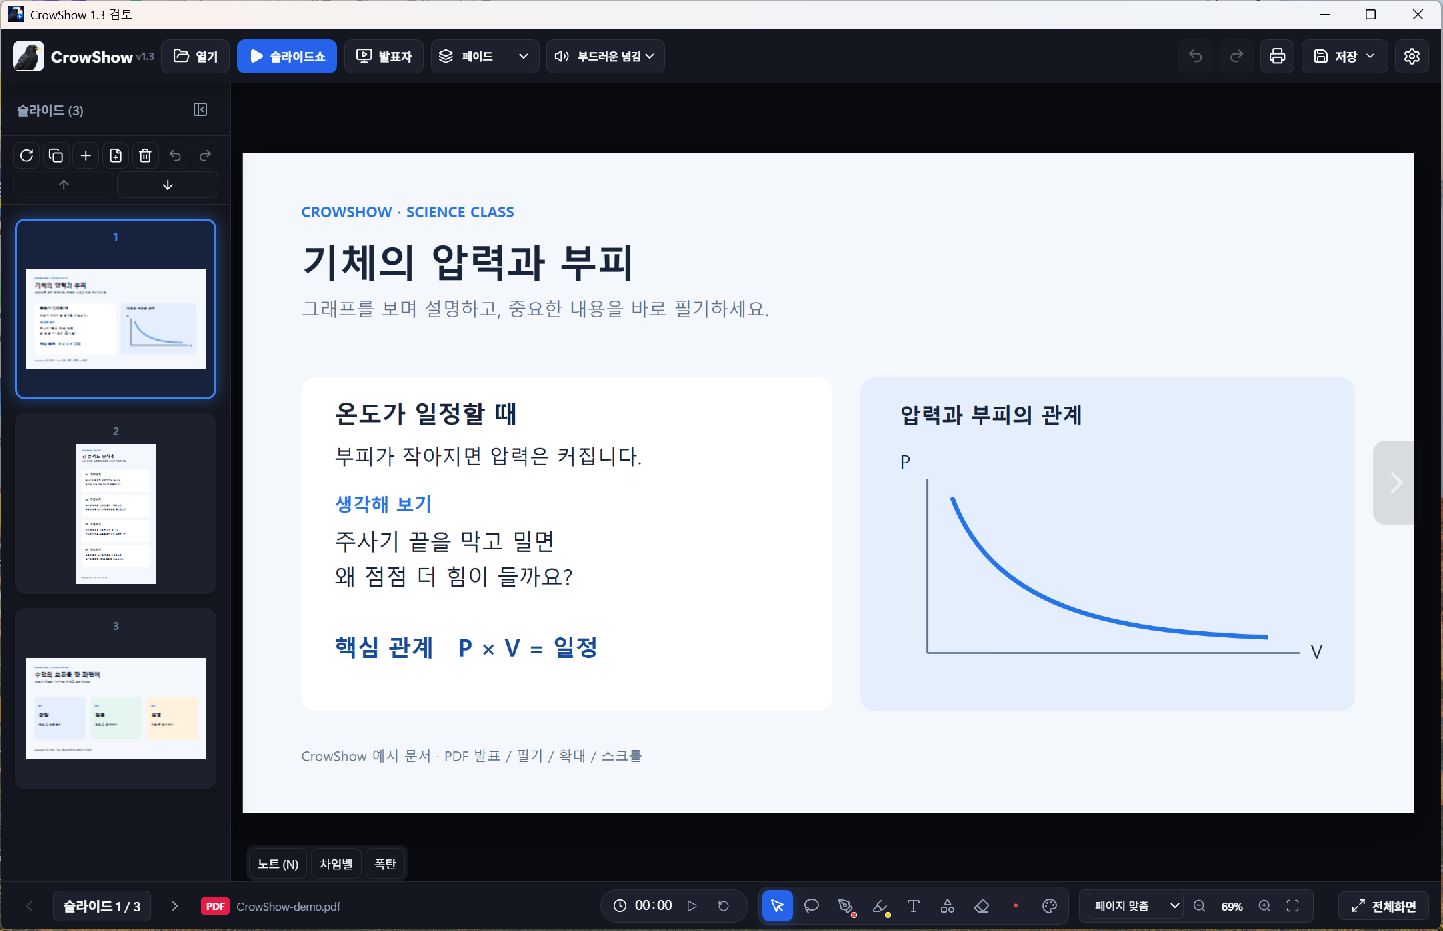 CrowShow 1.3 검토
CrowShow v1.3 열기 슬라이드쇼 발표자 페이드 부드러운 넘김 저장
슬라이드 (3)
1
2
3
CROWSHOW · SCIENCE CLASS
기체의 압력과 부피
그래프를 보며 설명하고, 중요한 내용을 바로 필기하세요.
온도가 일정할 때
부피가 작아지면 압력은 커집니다.
생각해 보기
주사기 끝을 막고 밀면
왜 점점 더 힘이 들까요?
핵심 관계 P × V = 일정
압력과 부피의 관계
P
V
CrowShow 예시 문서 · PDF 발표 / 필기 / 확대 / 스크롤
노트 (N) 차임벨 폭탄
슬라이드 1 / 3 PDF CrowShow-demo.pdf 00:00 페이지 맞춤 69% 전체화면